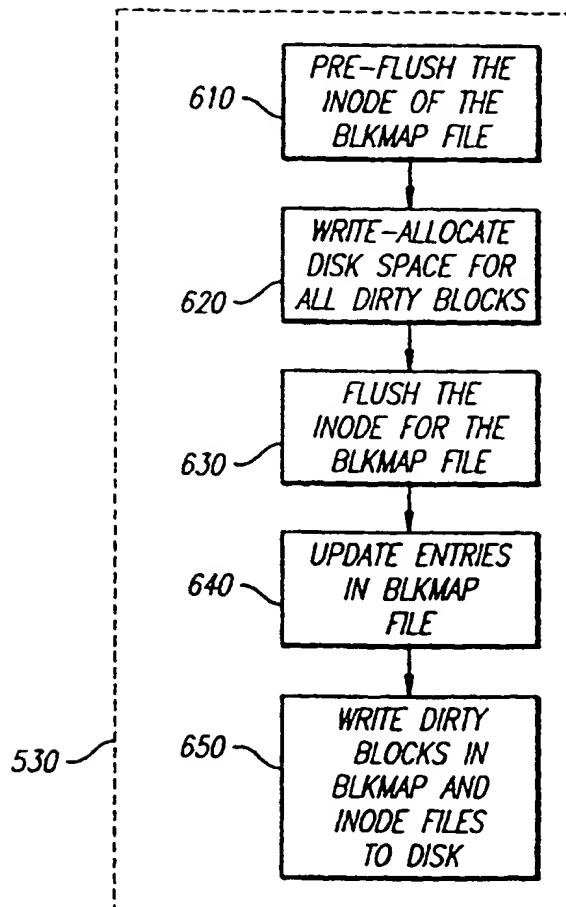 610
PRE-FLUSH THE
INODE OF THE
BLKMAP FILE
620
WRITE-ALLOCATE
DISK SPACE FOR
ALL DIRTY BLOCKS
630
FLUSH THE
INODE FOR THE
BLKMAP FILE
640
UPDATE ENTRIES
IN BLKMAP
FILE
530
650
WRITE DIRTY
BLOCKS IN
BLKMAP AND
INODE FILES
TO DISK